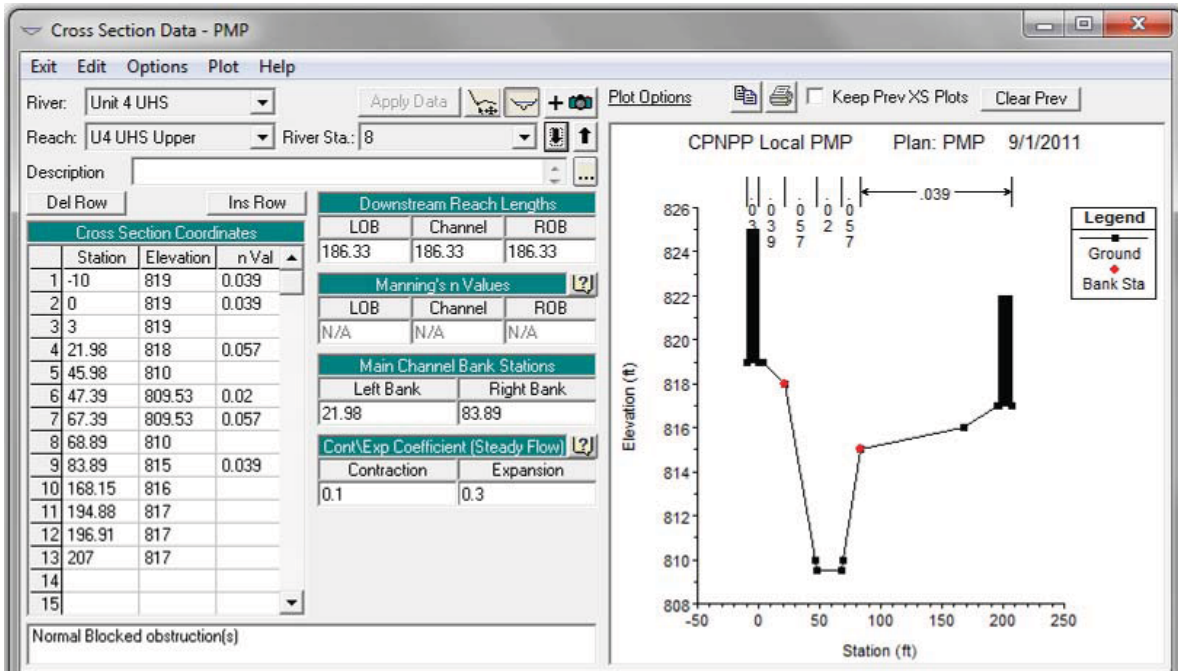 Cross Section Data - PMP
Exit Edit Options Plot Help
River: Unit 4 UHS Apply Data + Plot Options Keep Prev XS Plots Clear Prev
Reach: U4 UHS Upper River Sta.: 8
Description ...
Del Row Ins Row
Cross Section Coordinates
Station Elevation n Val
1 -10 819 0.039
2 0 819 0.039
3 3 819
4 21.98 818 0.057
5 45.98 810
6 47.39 809.53 0.02
7 67.39 809.53 0.057
8 68.89 810
9 83.89 815 0.039
10 168.15 816
11 194.88 817
12 196.91 817
13 207 817
14
15
Downstream Reach Lengths
LOB Channel ROB
186.33 186.33 186.33
Manning's n Values ?
LOB Channel ROB
N/A N/A N/A
Main Channel Bank Stations
Left Bank Right Bank
21.98 83.89
Cont\Exp Coefficient (Steady Flow) ?
Contraction Expansion
0.1 0.3
Normal Blocked obstruction(s)
CPNPP Local PMP Plan: PMP 9/1/2011
.039
.057
.02
.057
.039
826
824
822
820
818
816
814
812
810
808
Elevation (ft)
-50 0 50 100 150 200 250
Station (ft)
Legend
Ground
Bank Sta